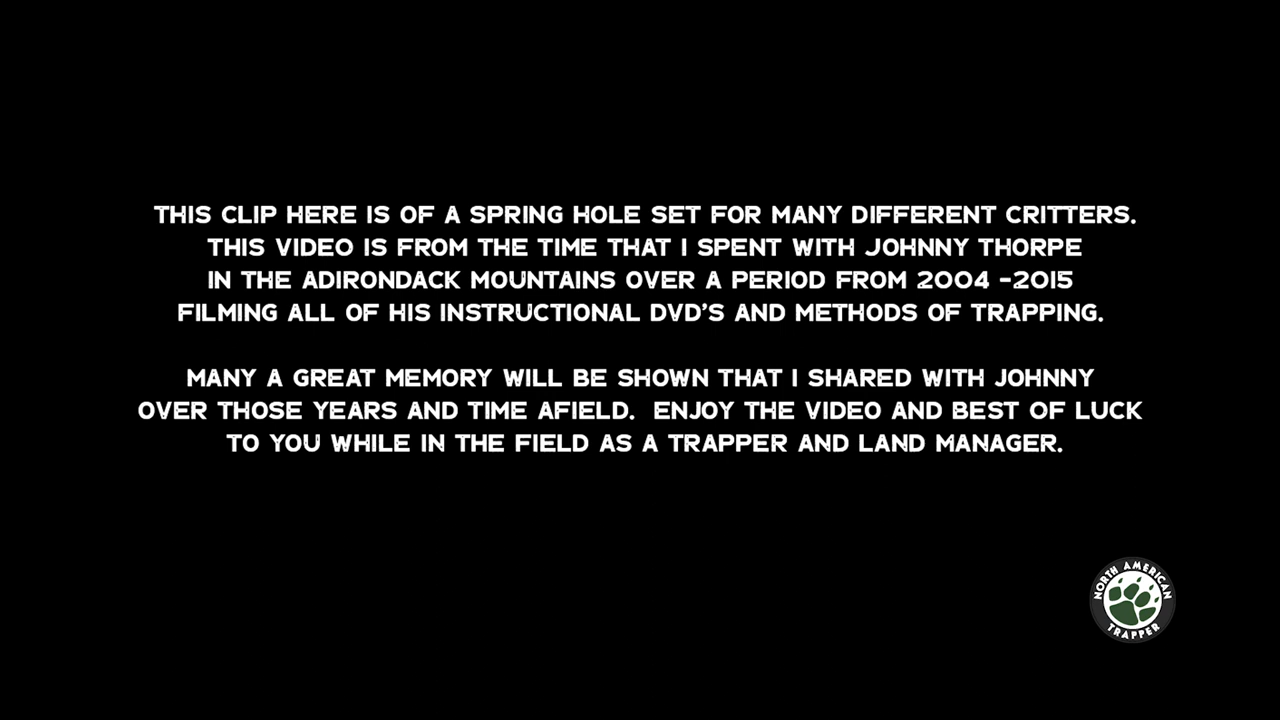 THIS CLIP HERE IS OF A SPRING HOLE SET FOR MANY DIFFERENT CRITTERS.
THIS VIDEO IS FROM THE TIME THAT I SPENT WITH JOHNNY THORPE
IN THE ADIRONDACK MOUNTAINS OVER A PERIOD FROM 2004 -2015
FILMING ALL OF HIS INSTRUCTIONAL DVD'S AND METHODS OF TRAPPING.
MANY A GREAT MEMORY WILL BE SHOWN THAT I SHARED WITH JOHNNY
OVER THOSE YEARS AND TIME AFIELD.  ENJOY THE VIDEO AND BEST OF LUCK
TO YOU WHILE IN THE FIELD AS A TRAPPER AND LAND MANAGER.
NORTH AMERICAN
TRAPPER